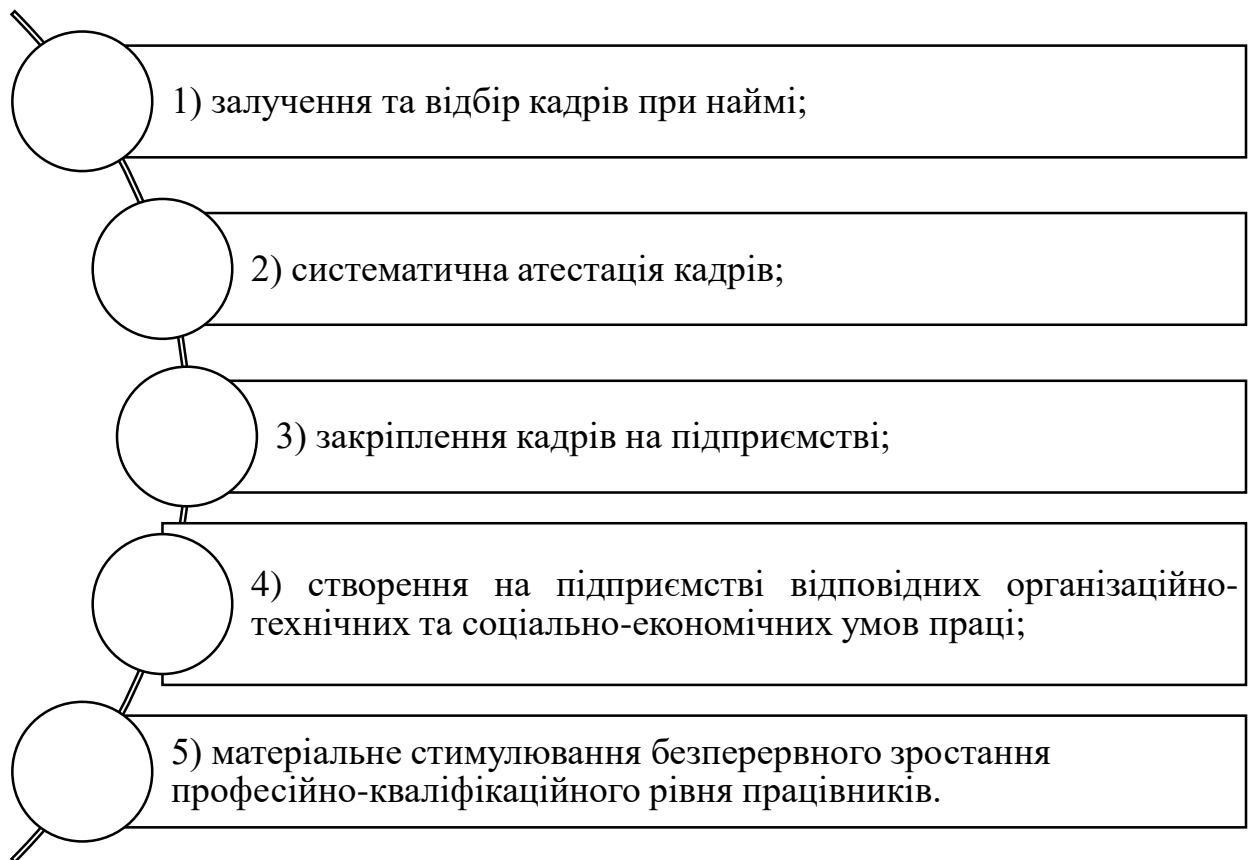 1) залучення та відбір кадрів при наймі;
2) систематична атестація кадрів;
3) закріплення кадрів на підприємстві;
4) створення на підприємстві відповідних організаційно-
технічних та соціально-економічних умов праці;
5) матеріальне стимулювання безперервного зростання
професійно-кваліфікаційного рівня працівників.